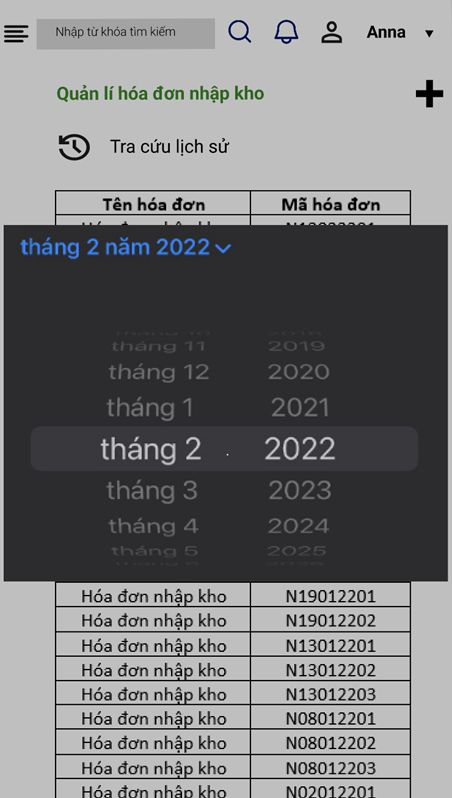 Nhập từ khóa tìm kiếm Anna
Quản lí hóa đơn nhập kho
Tra cứu lịch sử
Tên hóa đơn Mã hóa đơn
tháng 2 năm 2022
tháng 11 2019
tháng 12 2020
tháng 1 2021
tháng 2 2022
tháng 3 2023
tháng 4 2024
tháng 5 2025
Hóa đơn nhập kho N19012201
Hóa đơn nhập kho N19012202
Hóa đơn nhập kho N13012201
Hóa đơn nhập kho N13012202
Hóa đơn nhập kho N13012203
Hóa đơn nhập kho N08012201
Hóa đơn nhập kho N08012202
Hóa đơn nhập kho N08012203
Hóa đơn nhập kho N02012201